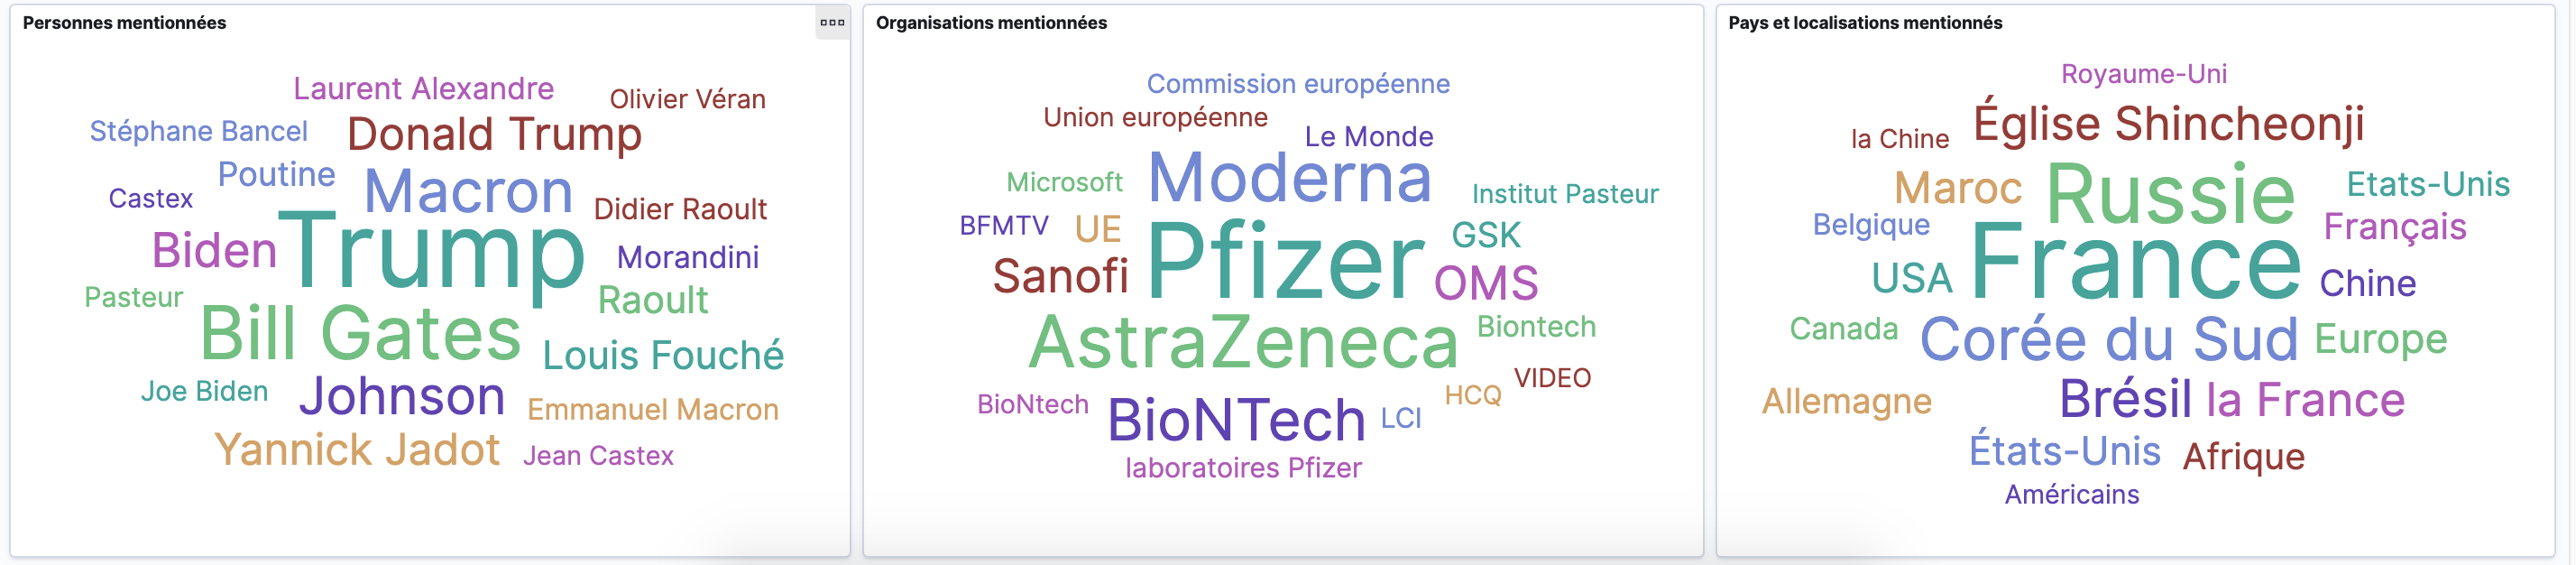 Personnes mentionnées
Laurent Alexandre
Olivier Véran
Stéphane Bancel
Donald Trump
Poutine
Macron
Castex
Didier Raoult
Biden
Trump
Morandini
Pasteur
Raoult
Bill Gates
Louis Fouché
Joe Biden
Johnson
Emmanuel Macron
Yannick Jadot
Jean Castex
Organisations mentionnées
Commission européenne
Union européenne
Le Monde
Microsoft
Moderna
Institut Pasteur
BFMTV
UE
GSK
Sanofi
Pfizer
OMS
AstraZeneca
Biontech
VIDEO
BioNtech
BioNTech
LCI
HCQ
laboratoires Pfizer
Pays et localisations mentionnés
Royaume-Uni
Église Shincheonji
la Chine
Maroc
Russie
Etats-Unis
Belgique
Français
USA
France
Chine
Canada
Corée du Sud
Europe
Allemagne
Brésil
la France
États-Unis
Afrique
Américains